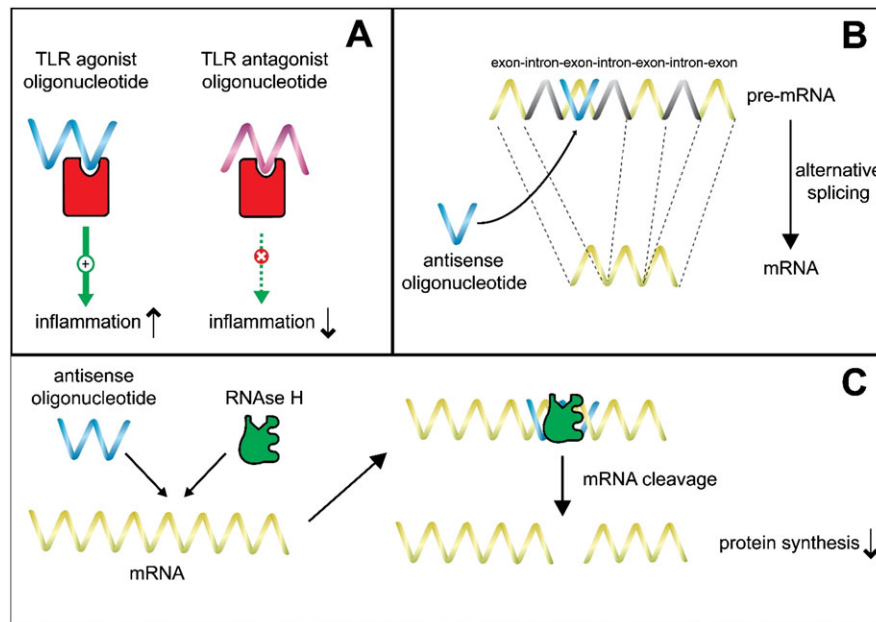 A
TLR agonist
oligonucleotide
TLR antagonist
oligonucleotide
+
inflammation ↑
inflammation ↓
B
exon-intron-exon-intron-exon-intron-exon
pre-mRNA
alternative
splicing
antisense
oligonucleotide
mRNA
C
antisense
oligonucleotide
RNAse H
mRNA
mRNA cleavage
protein synthesis ↓